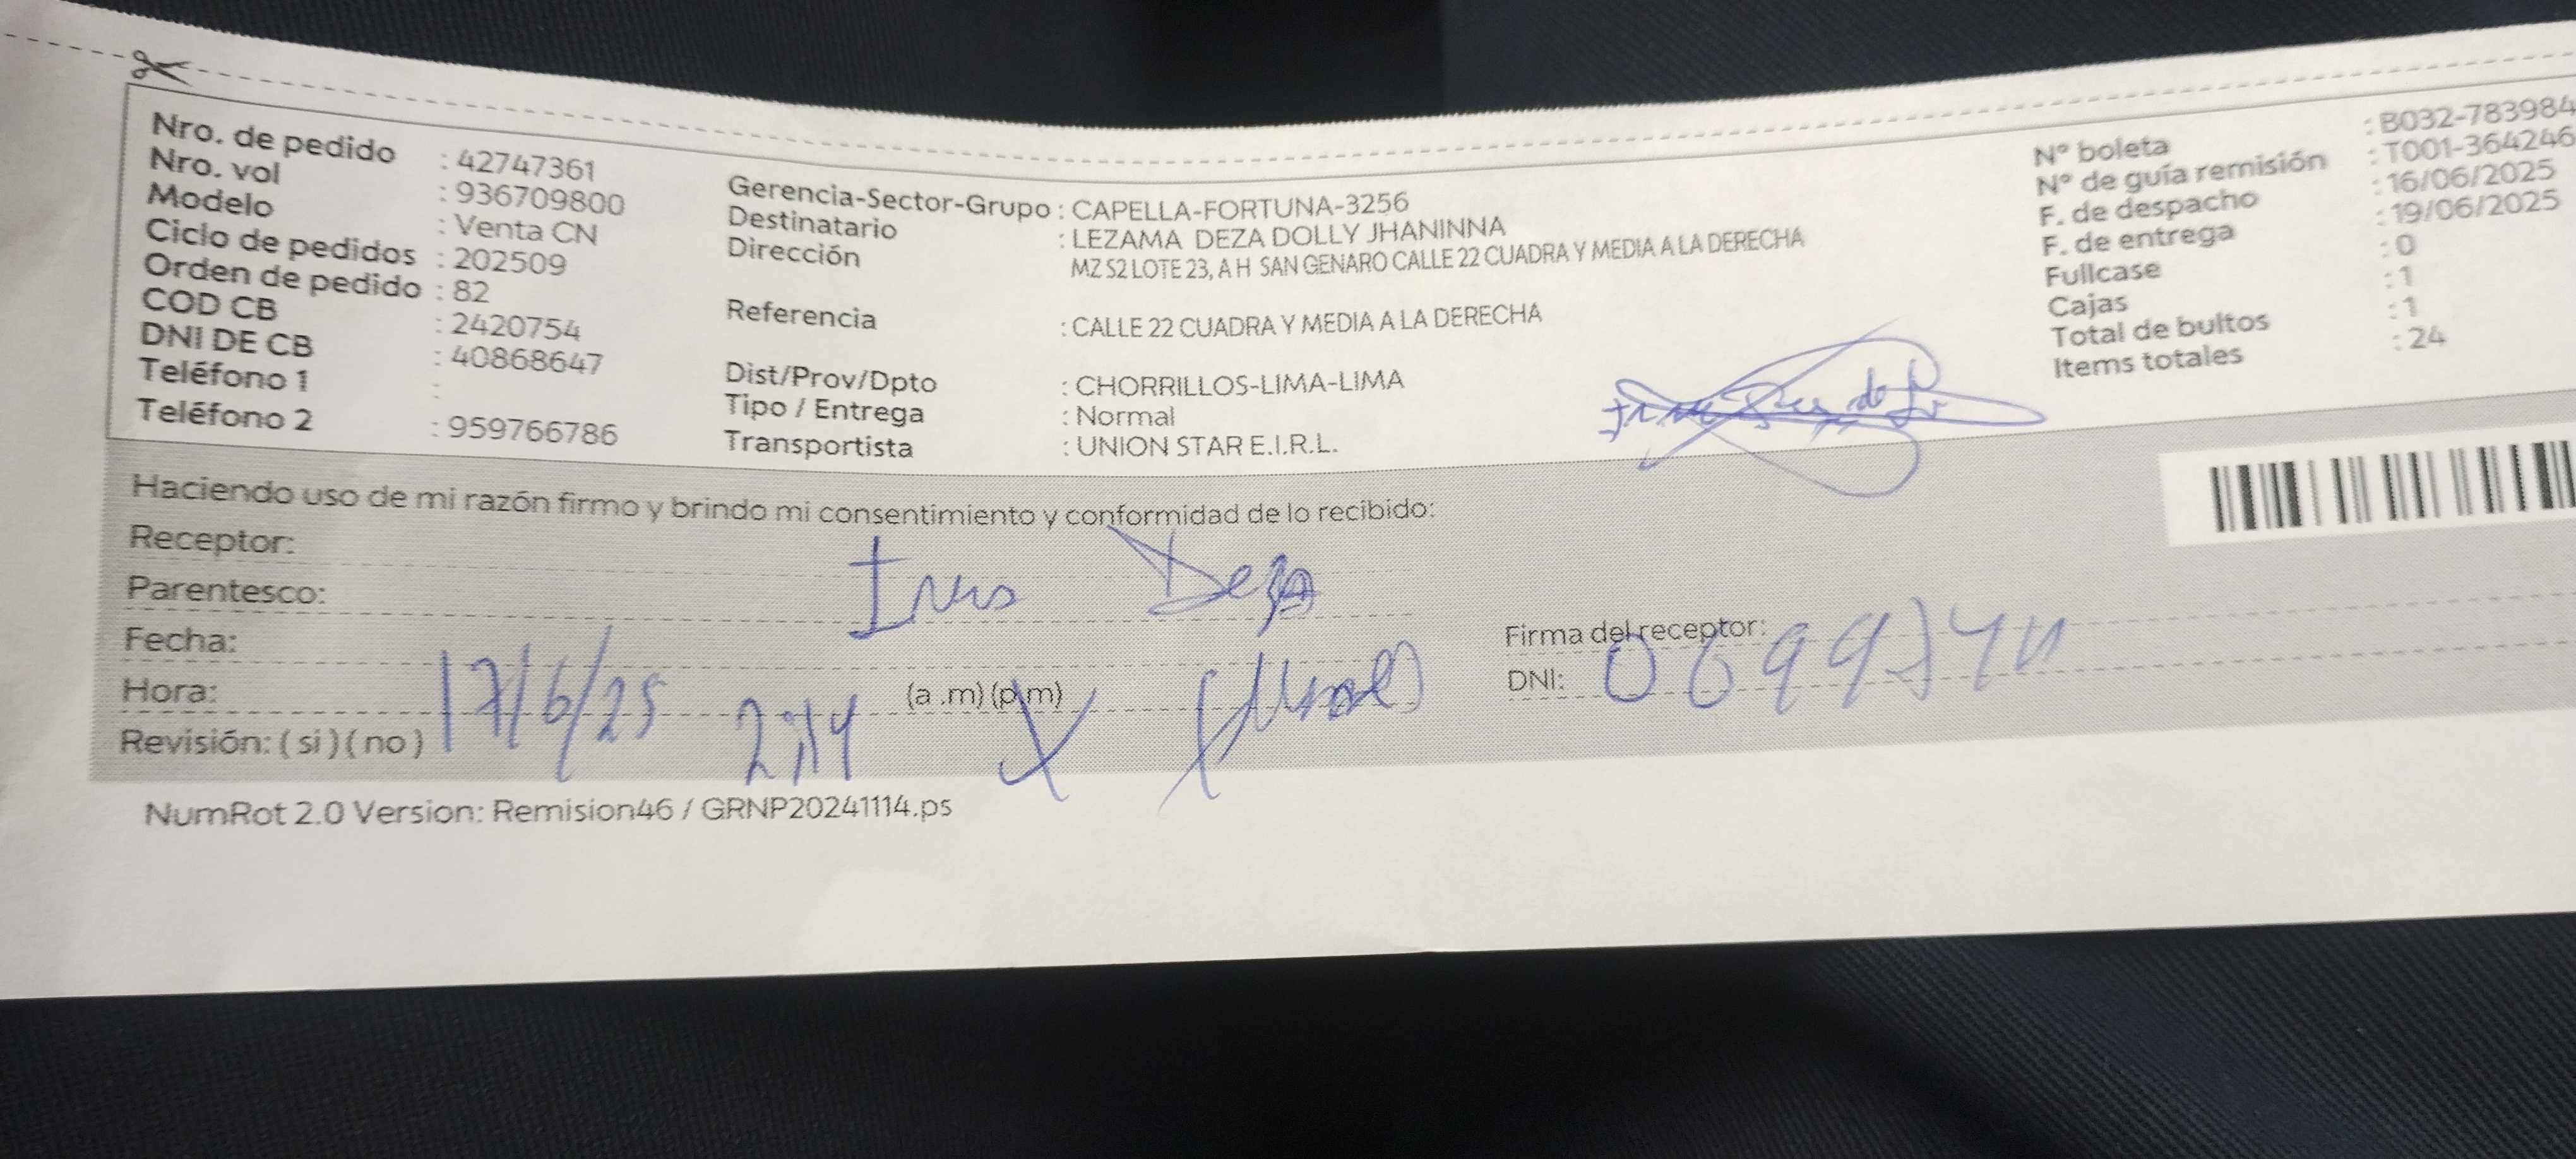 Nro. de pedido : 42747361
Nro. vol : 936709800
Modelo : Venta CN
Ciclo de pedidos : 202509
Orden de pedido : 82
COD CB : 2420754
DNI DE CB : 40868647
Teléfono 1 :
Teléfono 2 : 959766786
Gerencia-Sector-Grupo : CAPELLA-FORTUNA-3256
Destinatario : LEZAMA DEZA DOLLY JHANINNA
Dirección MZ S2 LOTE 23, A H SAN GENARO CALLE 22 CUADRA Y MEDIA A LA DERECHA
Referencia : CALLE 22 CUADRA Y MEDIA A LA DERECHA
Dist/Prov/Dpto : CHORRILLOS-LIMA-LIMA
Tipo / Entrega : Normal
Transportista : UNION STAR E.I.R.L.
N° boleta : B032-783984
N° de guía remisión : T001-364246
F. de despacho : 16/06/2025
F. de entrega : 19/06/2025
Fullcase : 0
Cajas : 1
Total de bultos : 1
Items totales : 24
Haciendo uso de mi razón firmo y brindo mi consentimiento y conformidad de lo recibido:
Receptor:
Parentesco: Deza
Fecha: 17/6/25
Hora: 2:14 (a .m) (p.m)
Revisión: ( si ) ( no )
Firma del receptor:
DNI:
NumRot 2.0 Version: Remision46 / GRNP20241114.ps